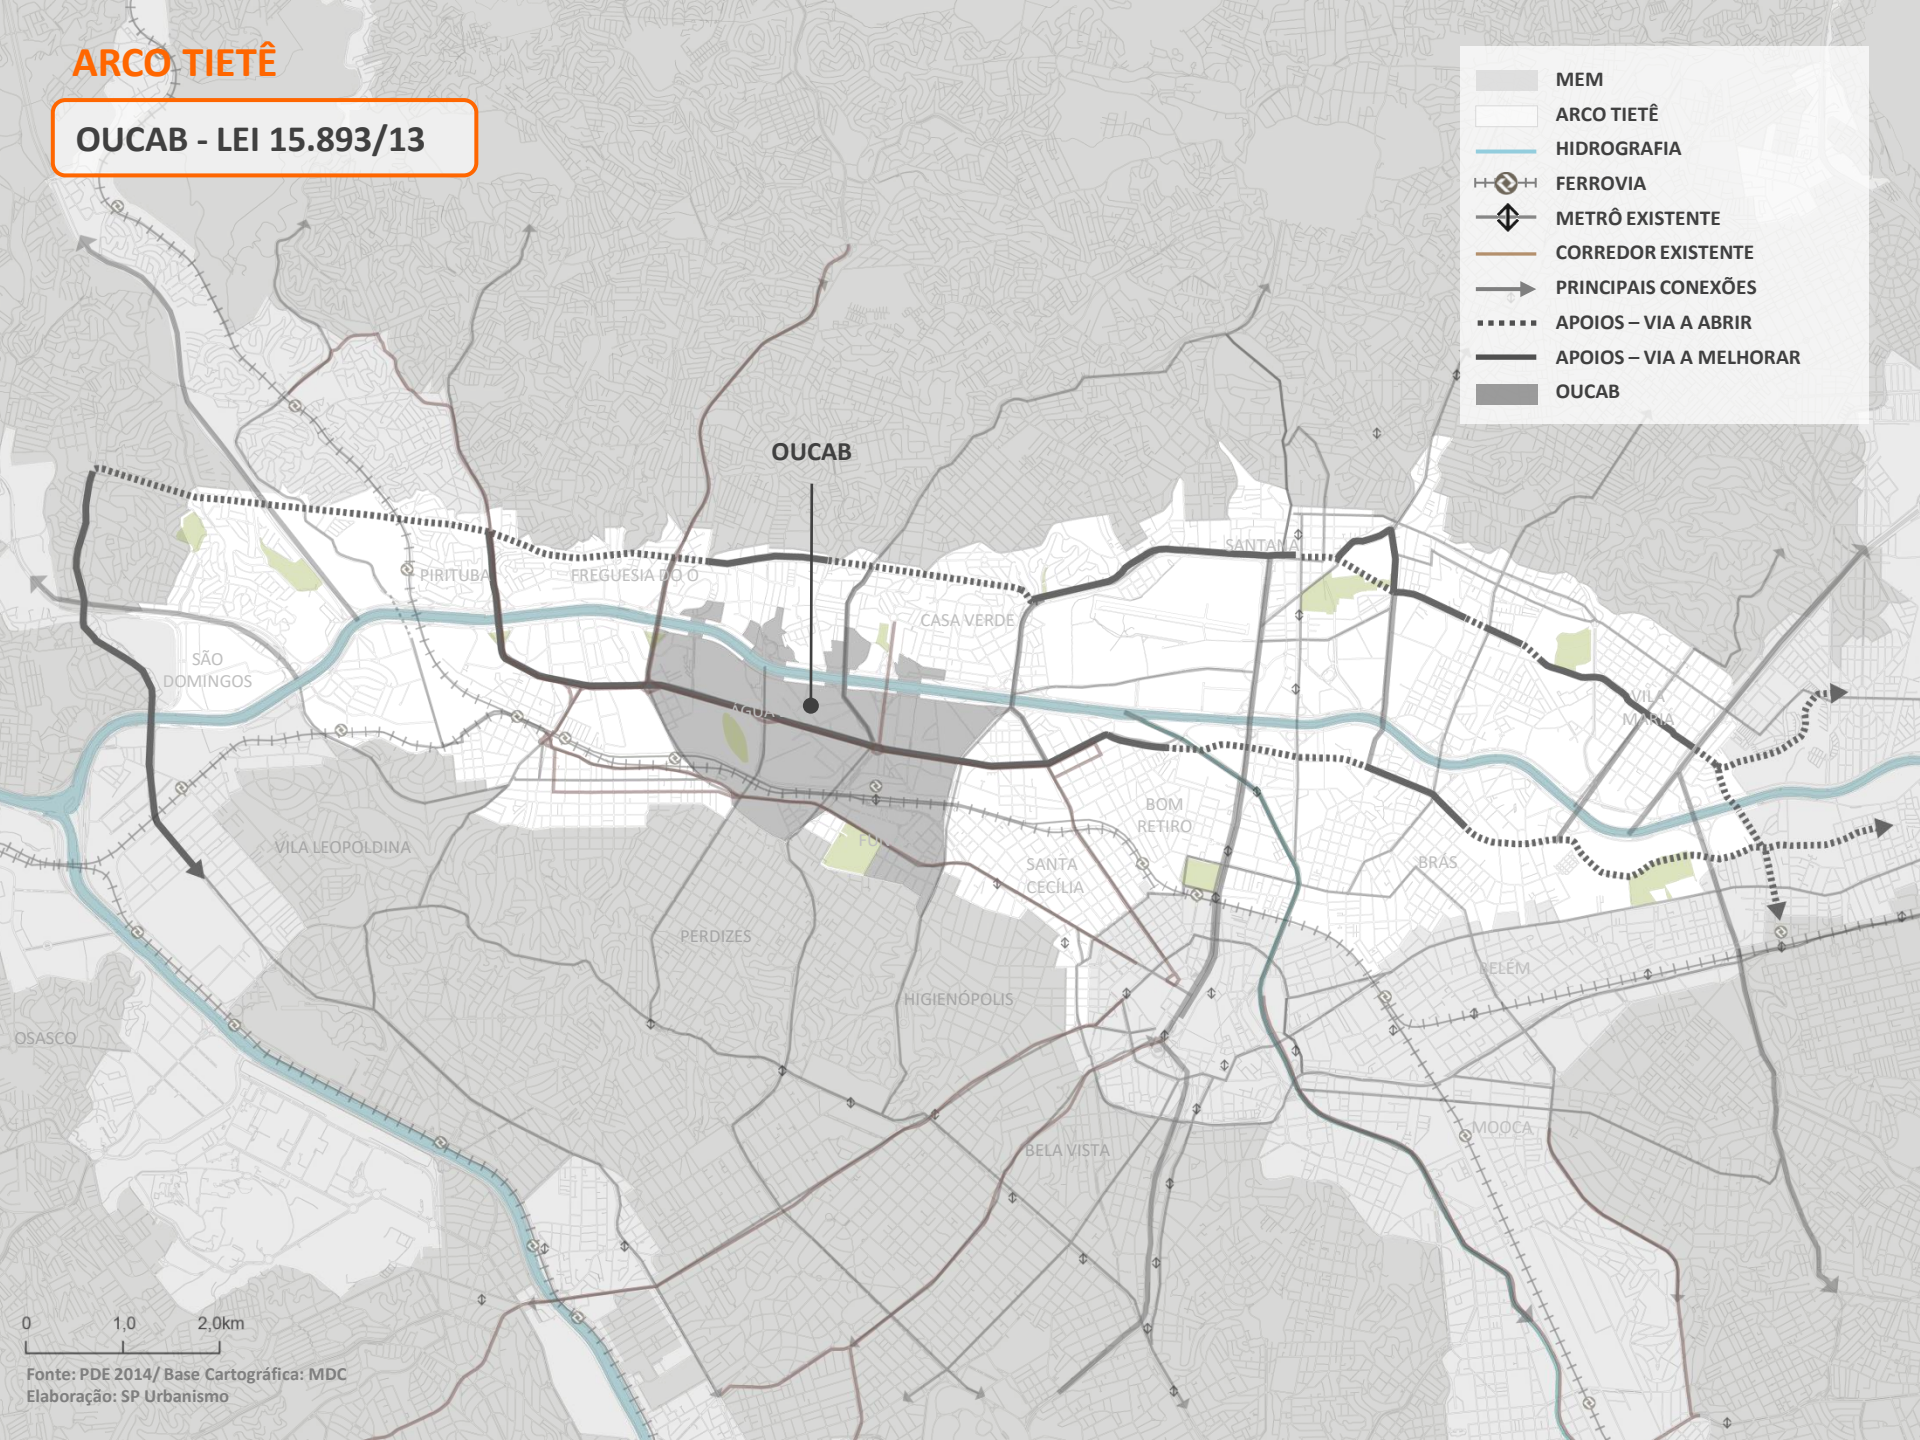 ARCO TIETÊ
OUCAB - LEI 15.893/13
MEM
ARCO TIETÊ
HIDROGRAFIA
FERROVIA
METRÔ EXISTENTE
CORREDOR EXISTENTE
PRINCIPAIS CONEXÕES
APOIOS – VIA A ABRIR
APOIOS – VIA A MELHORAR
OUCAB
OUCAB
SANTANA
PIRITUBA
FREGUESIA DO Ó
CASA VERDE
SÃO
DOMINGOS
VILA
MARIA
ÁGUA
BOM
RETIRO
VILA LEOPOLDINA
SANTA
CECÍLIA
BRÁS
PERDIZES
BELÉM
HIGIENÓPOLIS
OSASCO
MOOCA
BELA VISTA
0 1,0 2,0km
Fonte: PDE 2014/ Base Cartográfica: MDC
Elaboração: SP Urbanismo